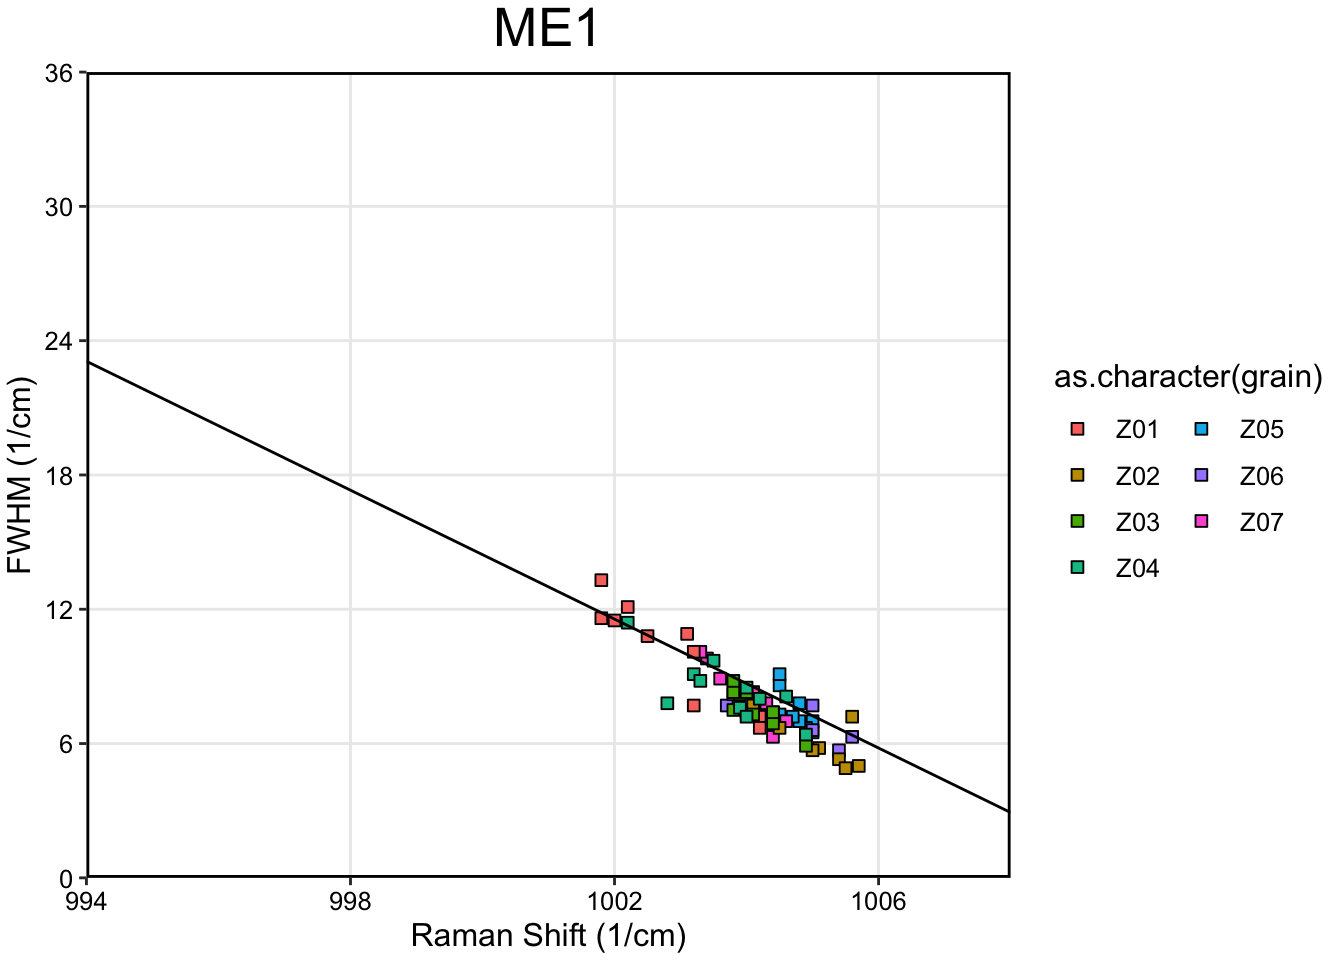 ME1
36
30
24
18
12
6
0
994
998
1002
1006
Raman Shift (1/cm)
FWHM (1/cm)
as.character(grain)
Z01
Z02
Z03
Z04
Z05
Z06
Z07